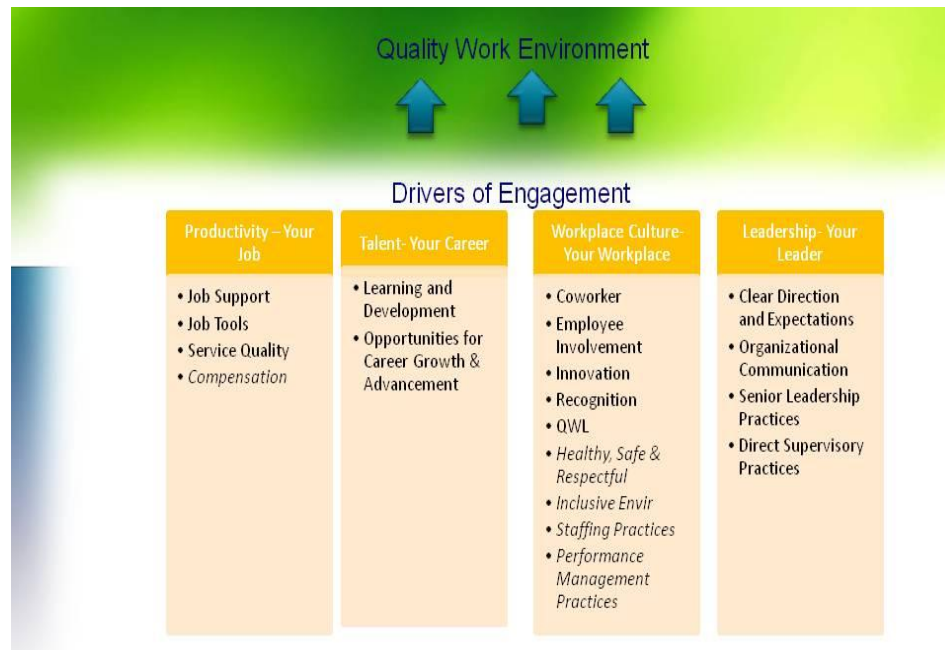 Quality Work Environment
Drivers of Engagement
Productivity – Your
Job
• Job Support
• Job Tools
• Service Quality
• Compensation
Talent- Your Career
• Learning and
Development
• Opportunities for
Career Growth &
Advancement
Workplace Culture-
Your Workplace
• Coworker
• Employee
Involvement
• Innovation
• Recognition
• QWL
• Healthy, Safe &
Respectful
• Inclusive Envir
• Staffing Practices
• Performance
Management
Practices
Leadership- Your
Leader
• Clear Direction
and Expectations
• Organizational
Communication
• Senior Leadership
Practices
• Direct Supervisory
Practices